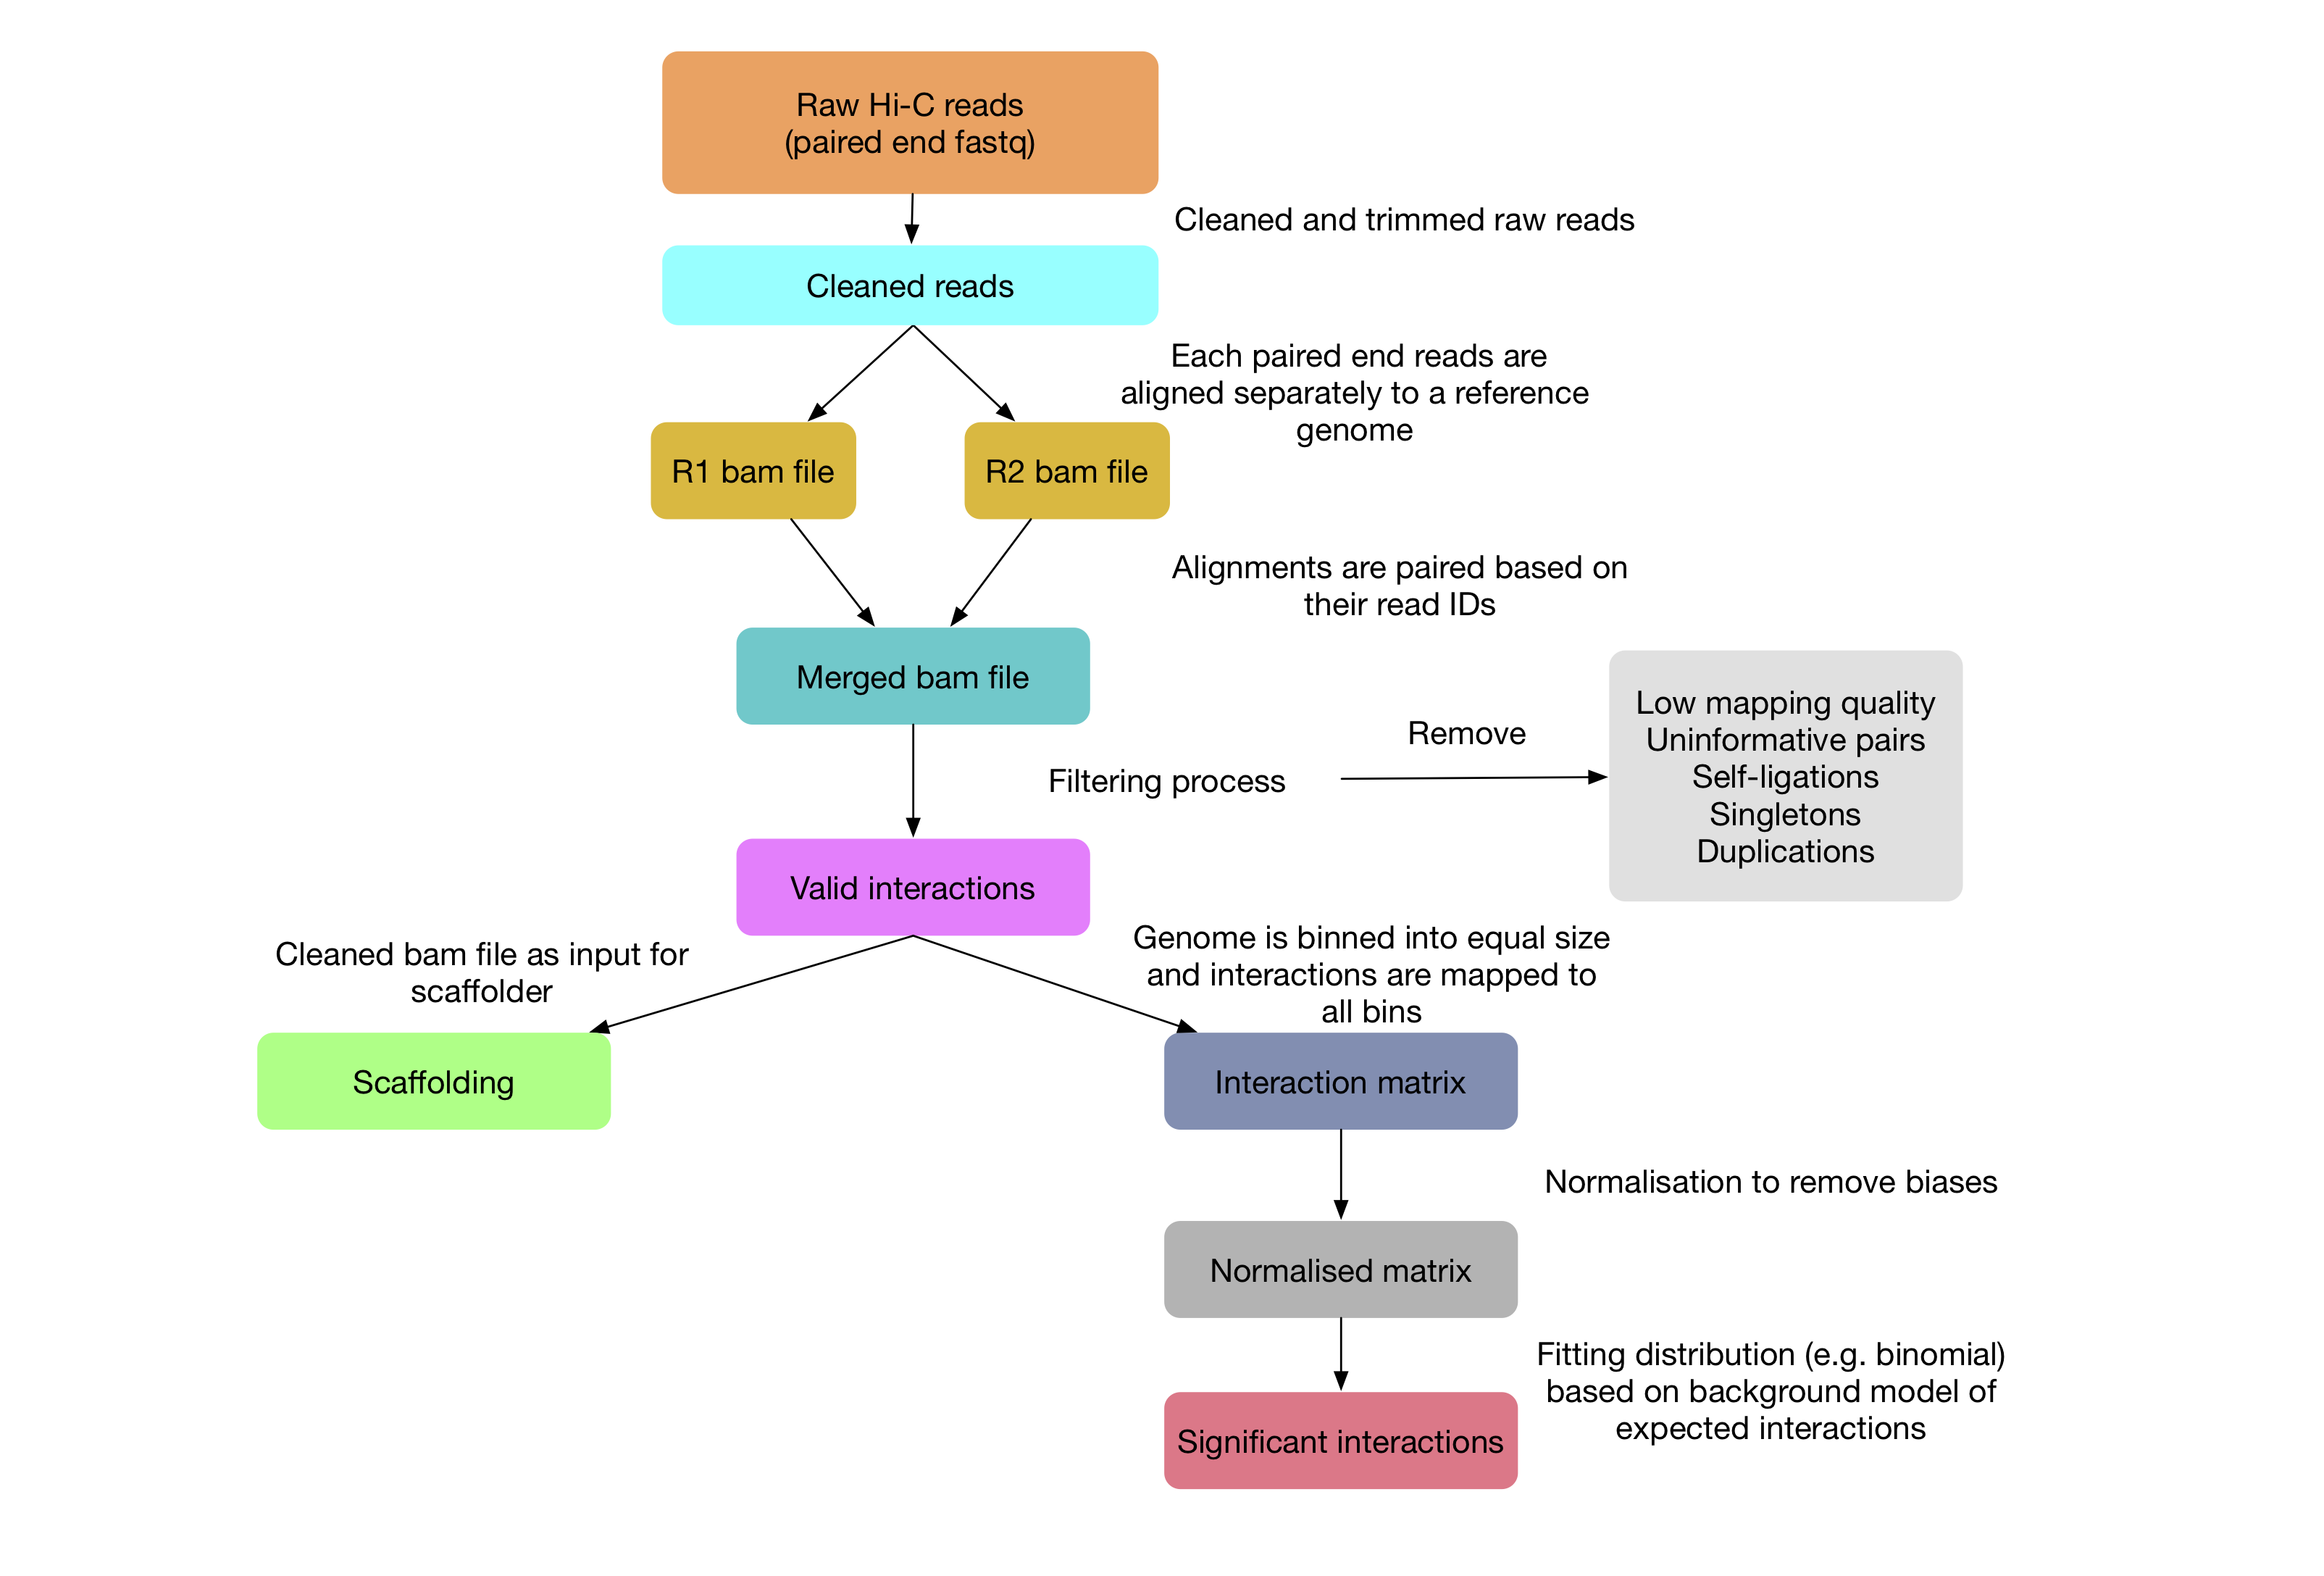 Raw Hi-C reads
(paired end fastq)
Cleaned and trimmed raw reads
Cleaned reads
Each paired end reads are
aligned separately to a reference
genome
R1 bam file
R2 bam file
Alignments are paired based on
their read IDs
Merged bam file
Filtering process
Remove
Low mapping quality
Uninformative pairs
Self-ligations
Singletons
Duplications
Valid interactions
Cleaned bam file as input for
scaffolder
Genome is binned into equal size
and interactions are mapped to
all bins
Scaffolding
Interaction matrix
Normalisation to remove biases
Normalised matrix
Fitting distribution (e.g. binomial)
based on background model of
expected interactions
Significant interactions